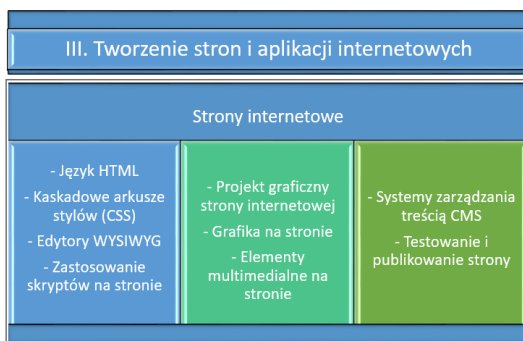 III. Tworzenie stron i aplikacji internetowych
Strony internetowe
- Język HTML
- Kaskadowe arkusze
stylów (CSS)
- Edytory WYSIWYG
- Zastosowanie
skryptów na stronie
- Projekt graficzny
strony internetowej
- Grafika na stronie
- Elementy
multimedialne na
stronie
- Systemy zarządzania
treścią CMS
- Testowanie i
publikowanie strony